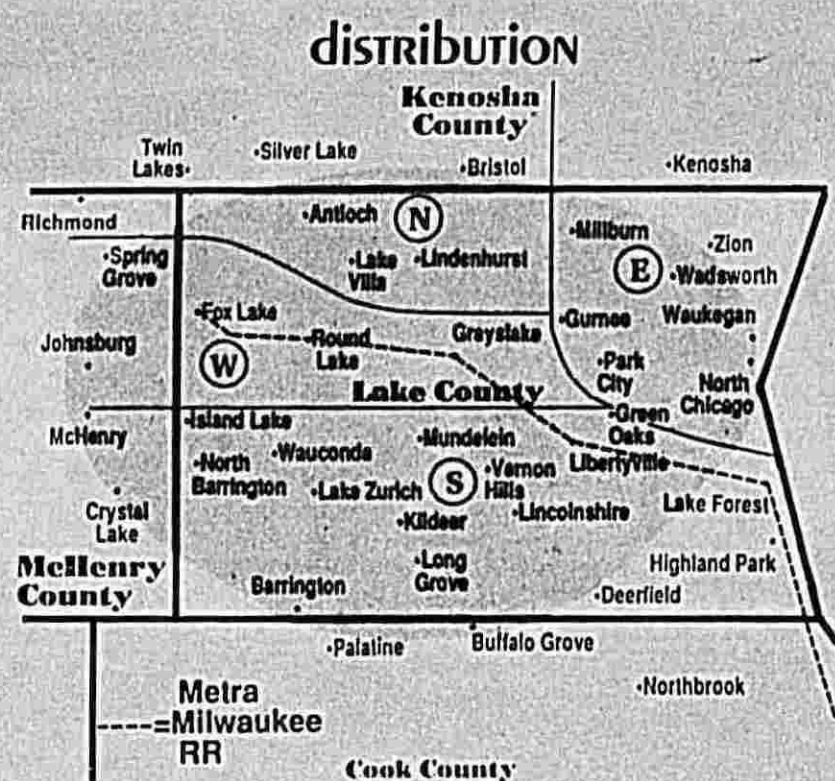 distribution
Kenosha
County
Twin
Lakes
Silver Lake
Bristol
Kenosha
Richmond
Antioch
N
Millburn
Zion
Spring
Grove
Lake
Villa
Lindenhurst
E
Wadsworth
Fox Lake
Round
Lake
Grayslake
Gurnee
Waukegan
Johnsburg
W
Park
City
North
Chicago
Lake County
McHenry
Island Lake
Green
Oaks
Mundelein
Wauconda
North
Barrington
Lake Zurich
S
Vernon
Hills
Libertyville
Crystal
Lake
Kildeer
Lincolnshire
Lake Forest
McHenry
County
Long
Grove
Highland Park
Barrington
Deerfield
Palatine
Buffalo Grove
Northbrook
Metra
-----=Milwaukee
RR
Cook County